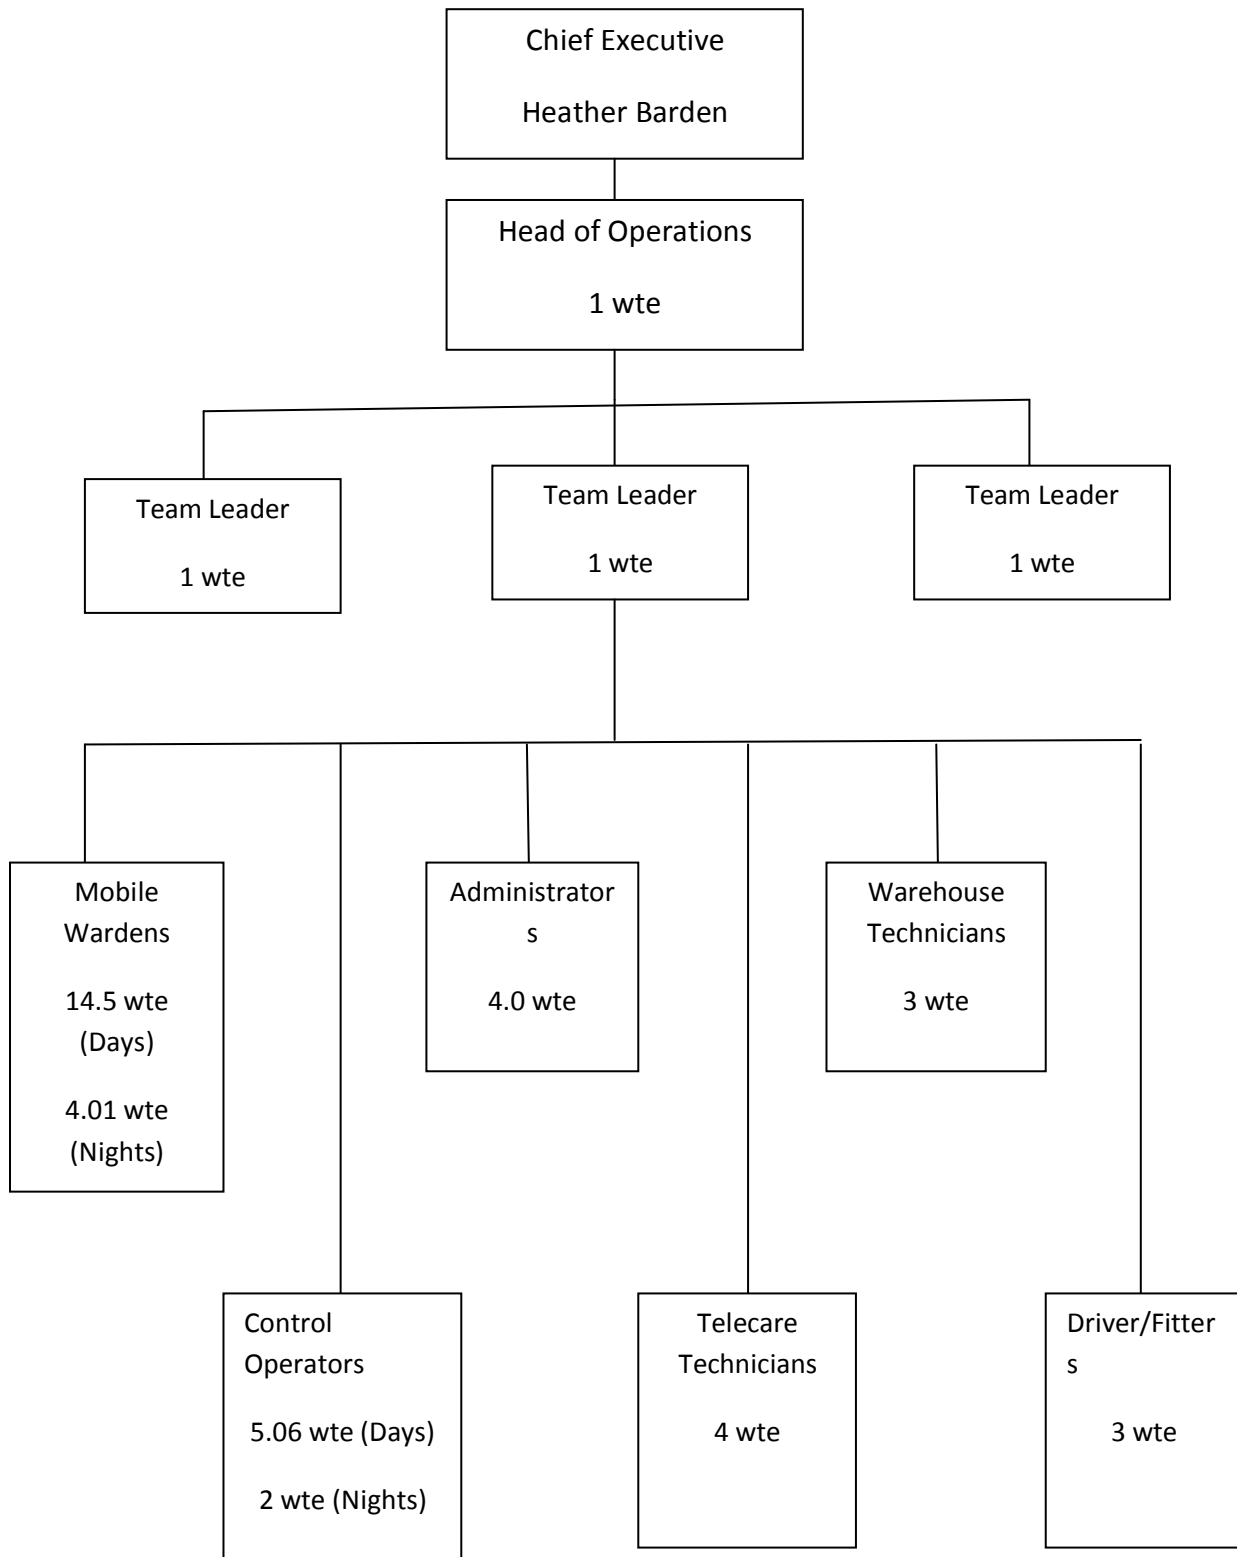 Chief Executive
Heather Barden
Head of Operations
1 wte
Team Leader
1 wte
Team Leader
1 wte
Team Leader
1 wte
Mobile
Wardens
14.5 wte
(Days)
4.01 wte
(Nights)
Administrator
s
4.0 wte
Warehouse
Technicians
3 wte
Control
Operators
5.06 wte (Days)
2 wte (Nights)
Telecare
Technicians
4 wte
Driver/Fitter
s
3 wte